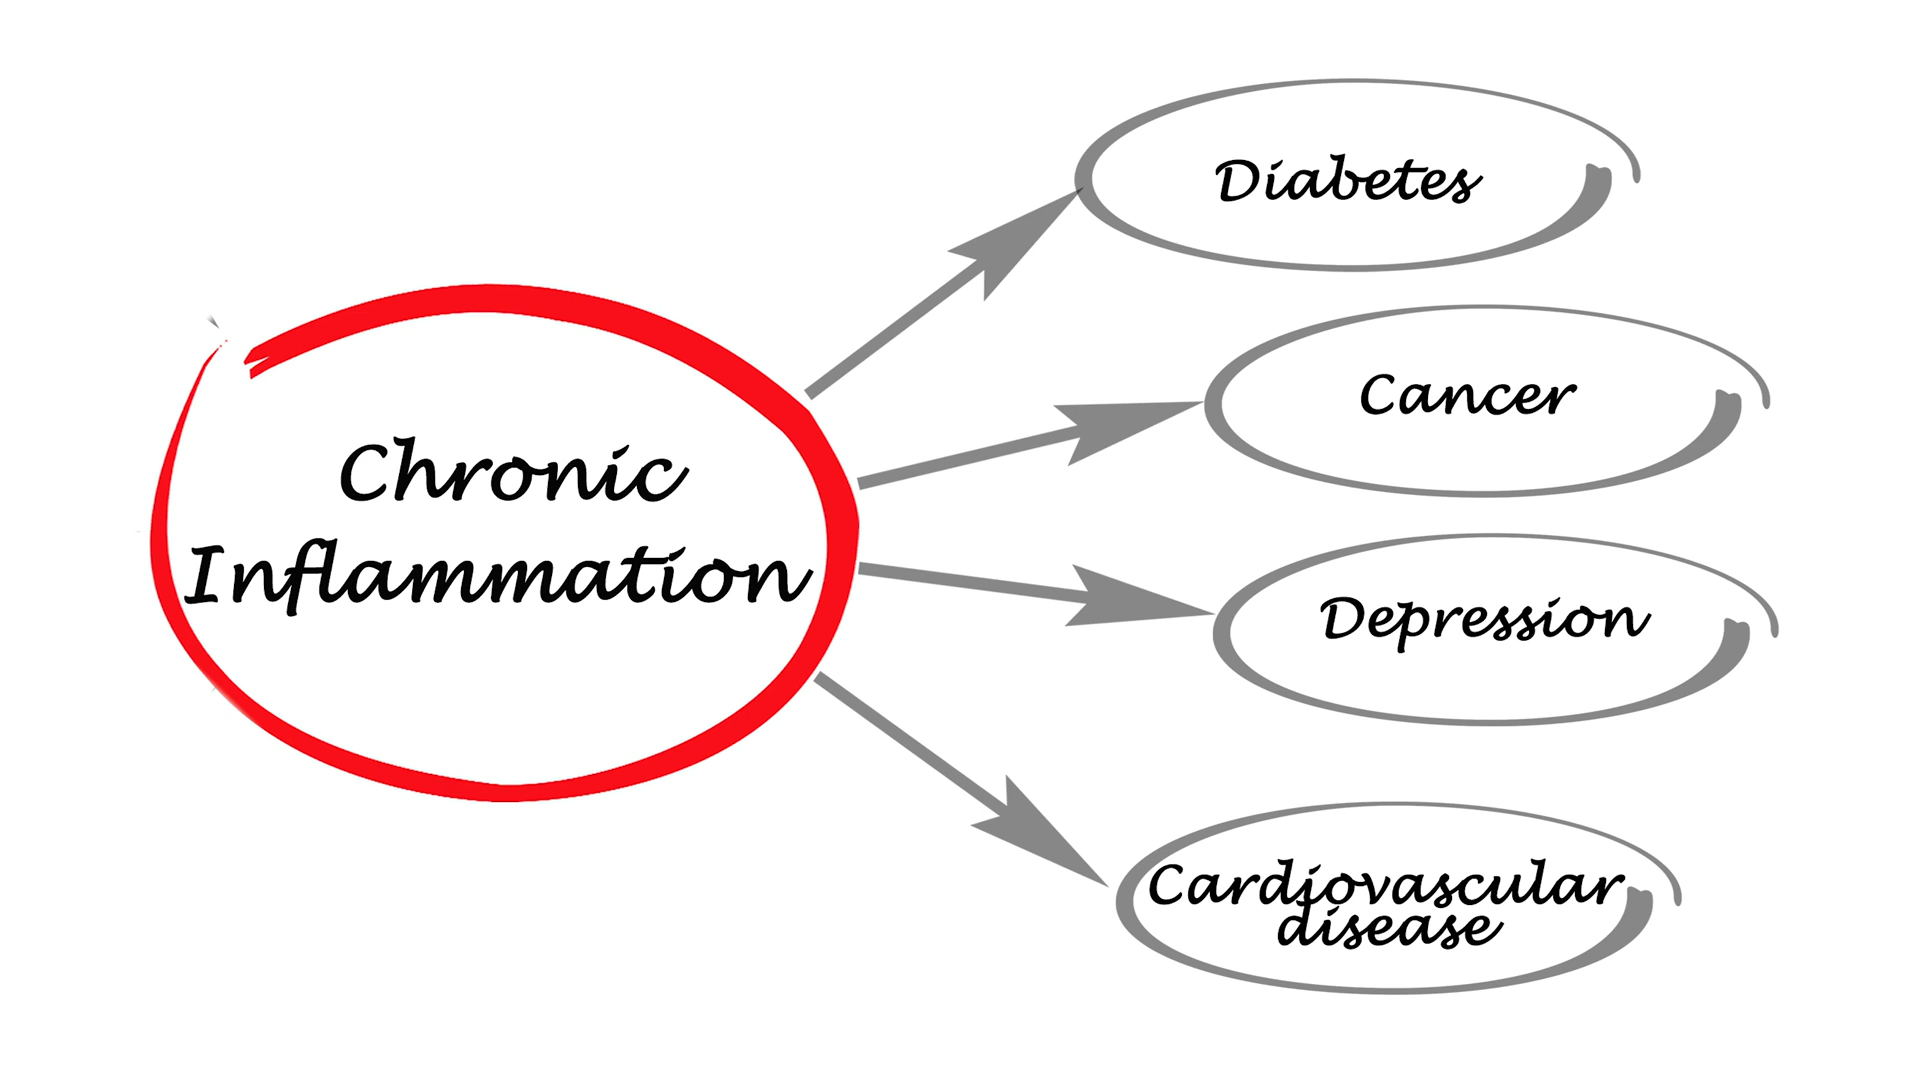 Chronic
Inflammation
Diabetes
Cancer
Depression
Cardiovascular
disease